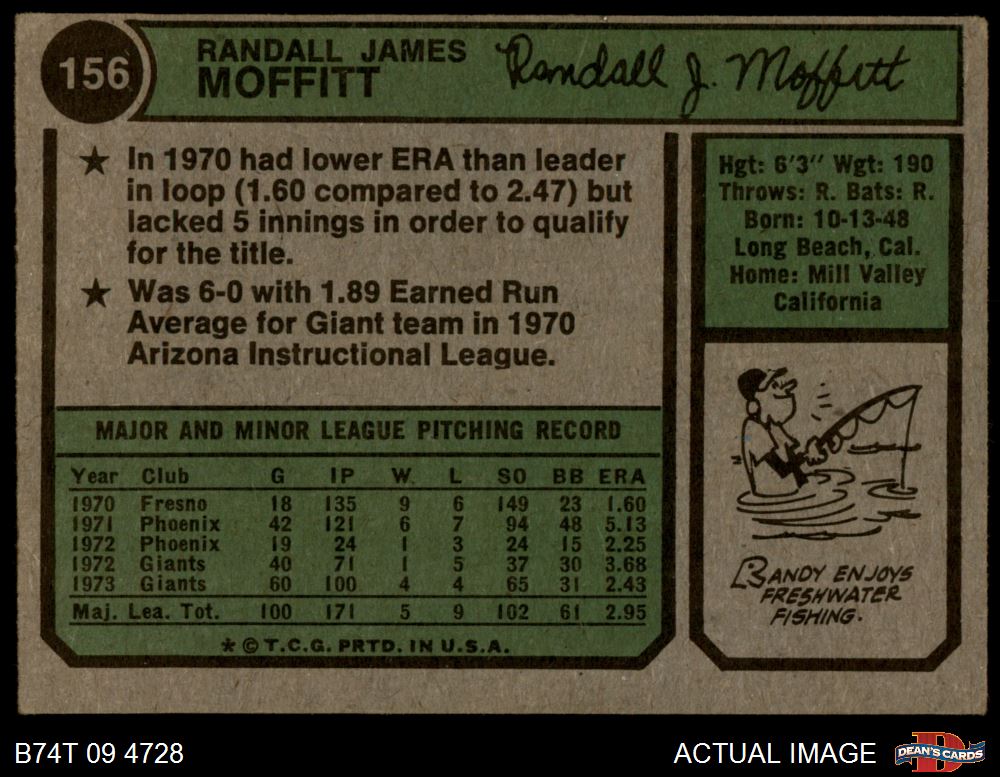 156
RANDALL JAMES
MOFFITT
Randall J. Moffitt
★ In 1970 had lower ERA than leader
in loop (1.60 compared to 2.47) but
lacked 5 innings in order to qualify
for the title.
★ Was 6-0 with 1.89 Earned Run
Average for Giant team in 1970
Arizona Instructional League.
Hgt: 6'3" Wgt: 190
Throws: R. Bats: R.
Born: 10-13-48
Long Beach, Cal.
Home: Mill Valley
California
MAJOR AND MINOR LEAGUE PITCHING RECORD
Year Club G IP W. L SO BB ERA
1970 Fresno 18 135 9 6 149 23 1.60
1971 Phoenix 42 121 6 7 94 48 5.13
1972 Phoenix 19 24 1 3 24 15 2.25
1972 Giants 40 71 1 5 37 30 3.68
1973 Giants 60 100 4 4 65 31 2.43
Maj. Lea. Tot. 100 171 5 9 102 61 2.95
* © T.C.G. PRTD. IN U.S.A.
RANDY ENJOYS
FRESHWATER
FISHING.
B74T 09 4728
ACTUAL IMAGE
D
DEAN'S CARDS